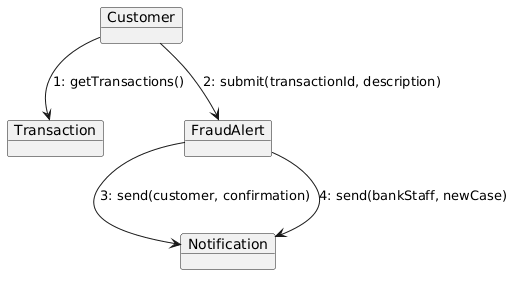 Customer
1: getTransactions()
2: submit(transactionId, description)
Transaction
FraudAlert
3: send(customer, confirmation)
4: send(bankStaff, newCase)
Notification